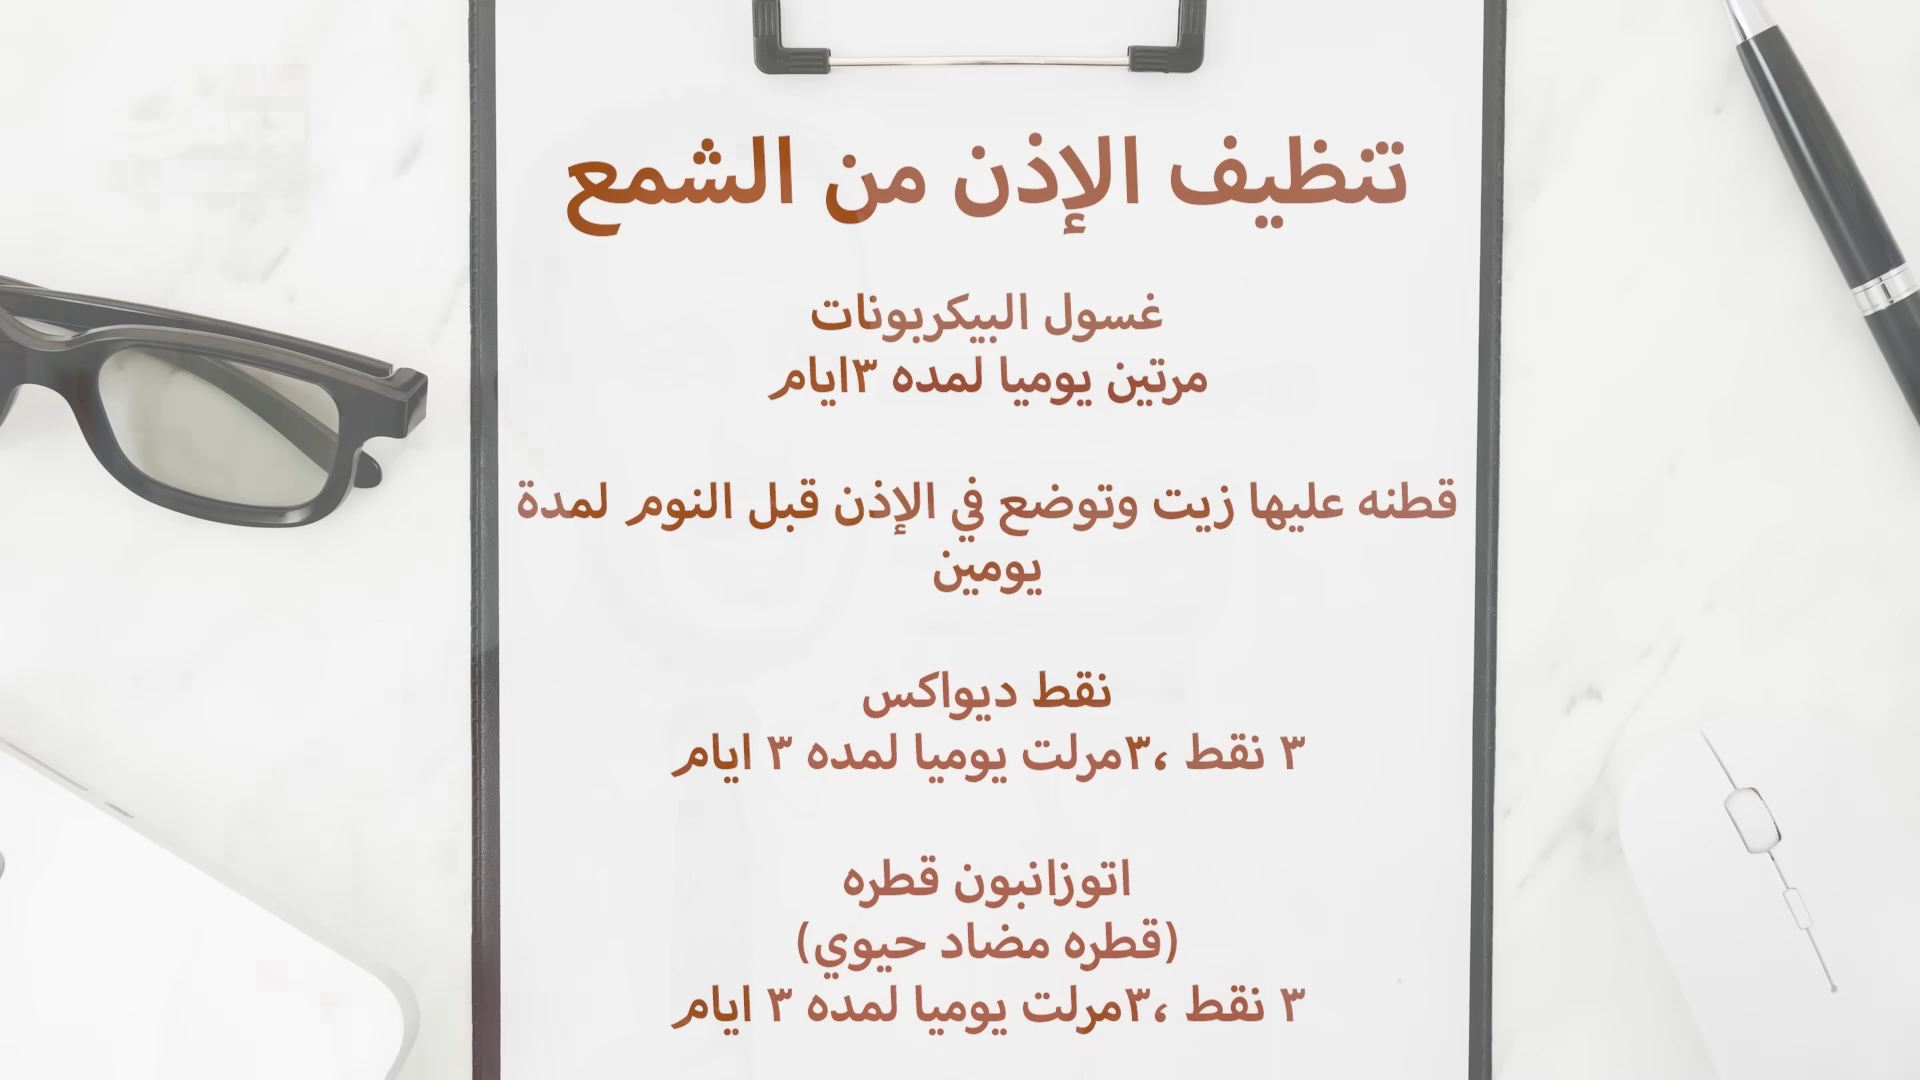 تنظيف الإذن من الشمع
غسول البيكربونات
مرتين يوميا لمده ٣ايام
قطنه عليها زيت وتوضع في الإذن قبل النوم لمدة
يومين
نقط ديواكس
٣ نقط ،٣مرلت يوميا لمده ٣ ايام
اتوزانبون قطره
(قطره مضاد حيوي)
٣ نقط ،٣مرلت يوميا لمده ٣ ايام